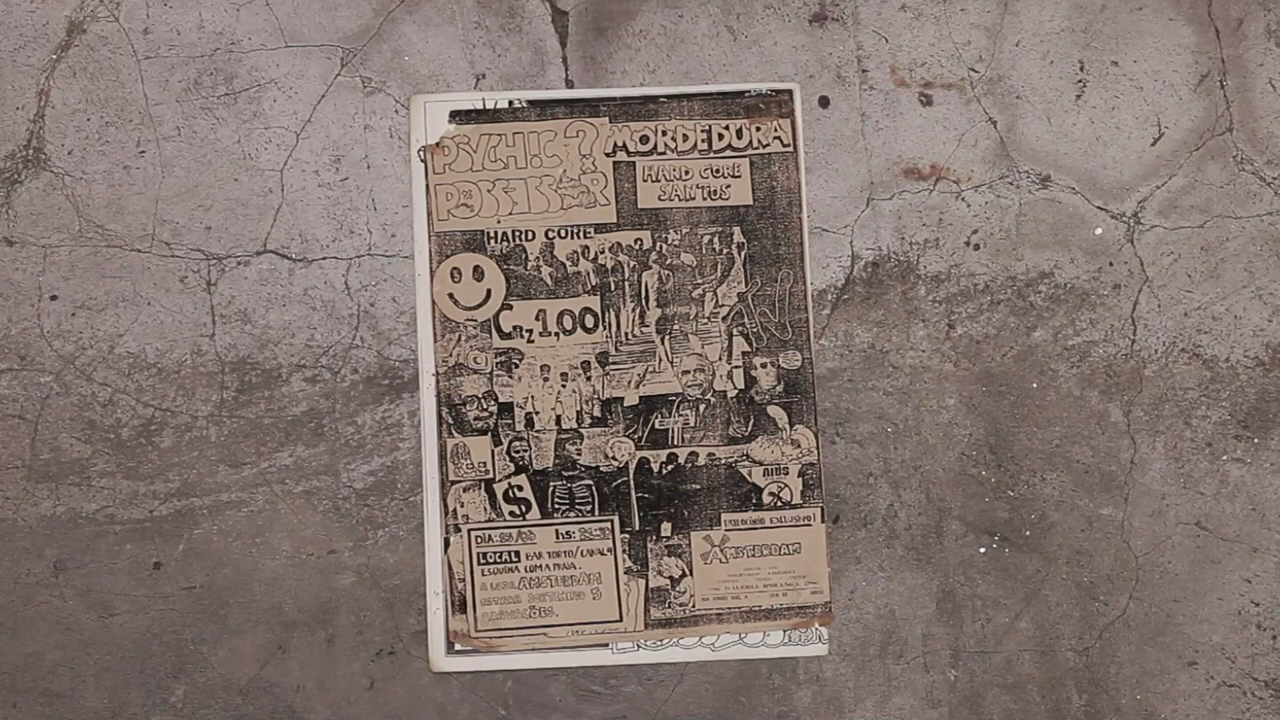 PSYCHIC ?
POSSESSOR
MORDEDURA
HARD CORE
SANTOS
HARD CORE
CRZ 1,00
$
AIDS
DIA: hs:
LOCAL BAR TORTO/CANAL 4
ESQUINA COM A PRAIA.
A LOJA AMSTERDAM
ESTARÁ SORTEANDO 5
PATROCÍNIO EXCLUSIVO!
AMSTERDAM